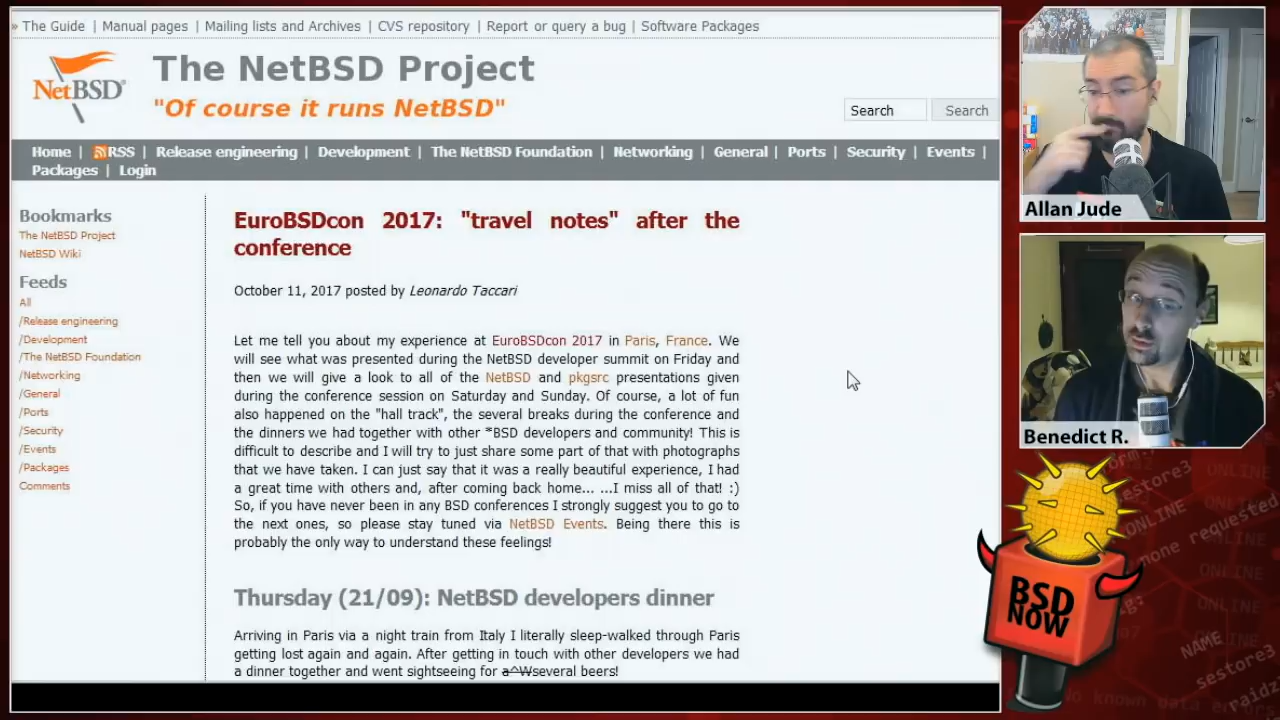 » The Guide | Manual pages | Mailing lists and Archives | CVS repository | Report or query a bug | Software Packages
NetBSD®
The NetBSD Project
"Of course it runs NetBSD"
Search Search
Home | RSS | Release engineering | Development | The NetBSD Foundation | Networking | General | Ports | Security | Events |
Packages | Login
Bookmarks
The NetBSD Project
NetBSD Wiki
Feeds
All
/Release engineering
/Development
/The NetBSD Foundation
/Networking
/General
/Ports
/Security
/Events
/Packages
Comments
EuroBSDcon 2017: "travel notes" after the
conference
October 11, 2017 posted by Leonardo Taccari
Let me tell you about my experience at EuroBSDcon 2017 in Paris, France. We
will see what was presented during the NetBSD developer summit on Friday and
then we will give a look to all of the NetBSD and pkgsrc presentations given
during the conference session on Saturday and Sunday. Of course, a lot of fun
also happened on the "hall track", the several breaks during the conference and
the dinners we had together with other *BSD developers and community! This is
difficult to describe and I will try to just share some part of that with photographs
that we have taken. I can just say that it was a really beautiful experience, I had
a great time with others and, after coming back home... ...I miss all of that! :)
So, if you have never been in any BSD conferences I strongly suggest you to go to
the next ones, so please stay tuned via NetBSD Events. Being there this is
probably the only way to understand these feelings!
Thursday (21/09): NetBSD developers dinner
Arriving in Paris via a night train from Italy I literally sleep-walked through Paris
getting lost again and again. After getting in touch with other developers we had
a dinner together and went sightseeing for a^Wseveral beers!
Allan Jude
Benedict R.
BSD
NOW
estore3
ONLINE
ONLINE
none requested
ONLINE
ONLINE
NAME
sestore3
raidz
No known data errors